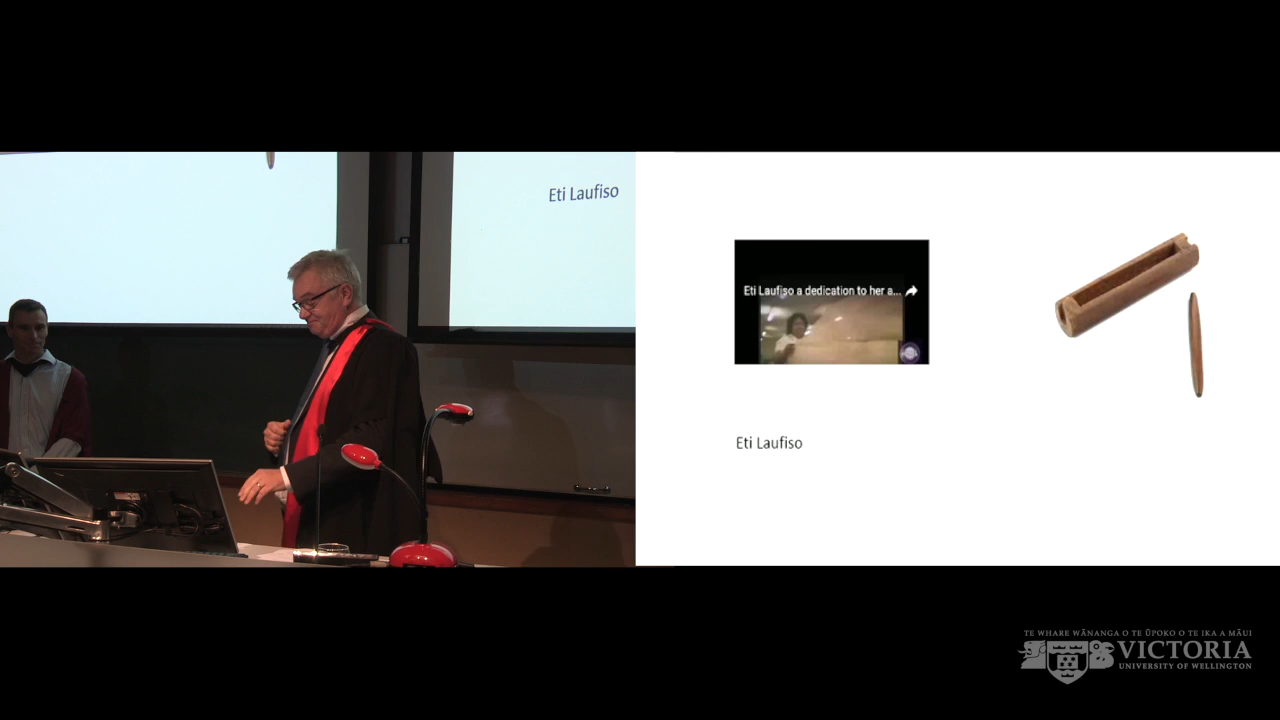 Eti Laufiso
Eti Laufiso a dedication to her a...
Eti Laufiso
TE WHARE WĀNANGA O TE ŪPOKO O TE IKA A MĀUI
VICTORIA
UNIVERSITY OF WELLINGTON